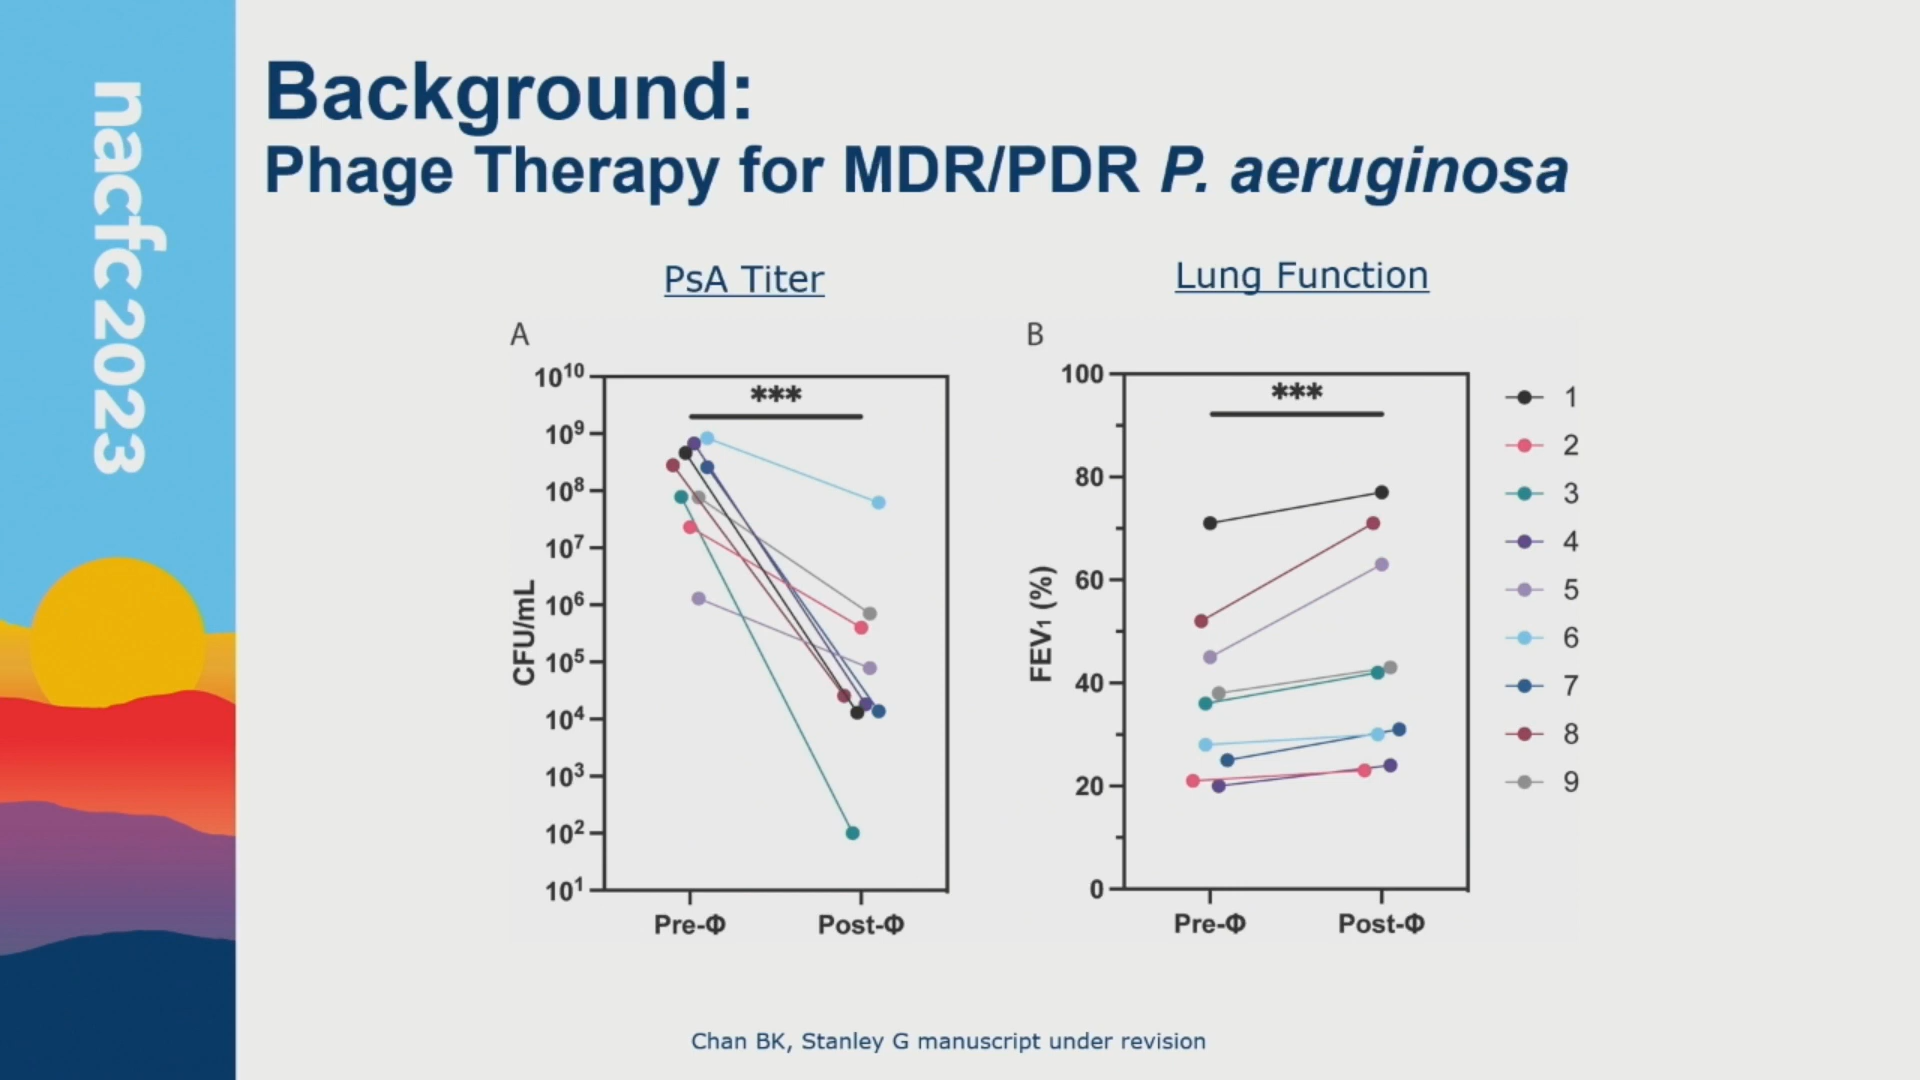 nacfc 2023
Background:
Phage Therapy for MDR/PDR P. aeruginosa
PsA Titer
A
10¹⁰
10⁹
10⁸
10⁷
10⁶
10⁵
10⁴
10³
10²
10¹
CFU/mL
***
Pre-Φ
Post-Φ
Lung Function
B
100
80
60
40
20
0
FEV₁ (%)
***
Pre-Φ
Post-Φ
1
2
3
4
5
6
7
8
9
Chan BK, Stanley G manuscript under revision